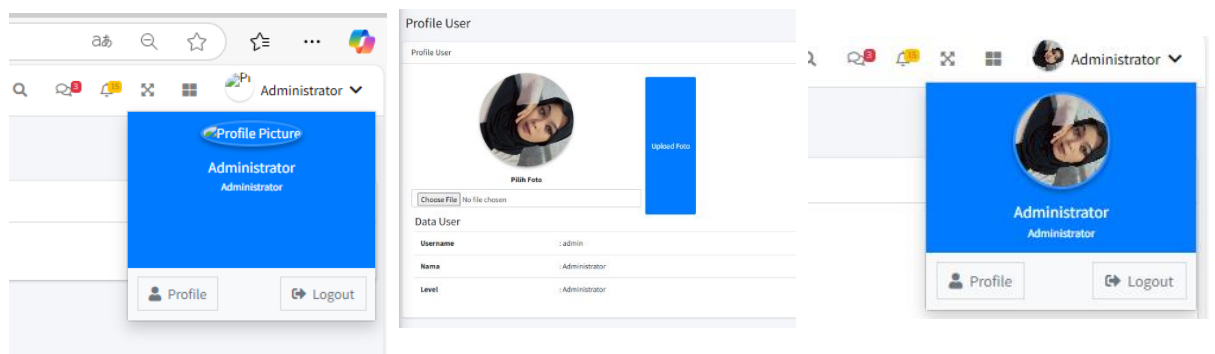 aあ
3
15
Pr
Administrator
Profile Picture
Administrator
Administrator
Profile
Logout
Profile User
Profile User
Upload Foto
Pilih Foto
Choose File No file chosen
Data User
Username : admin
Nama : Administrator
Level : Administrator
3
15
Administrator
Administrator
Administrator
Profile
Logout